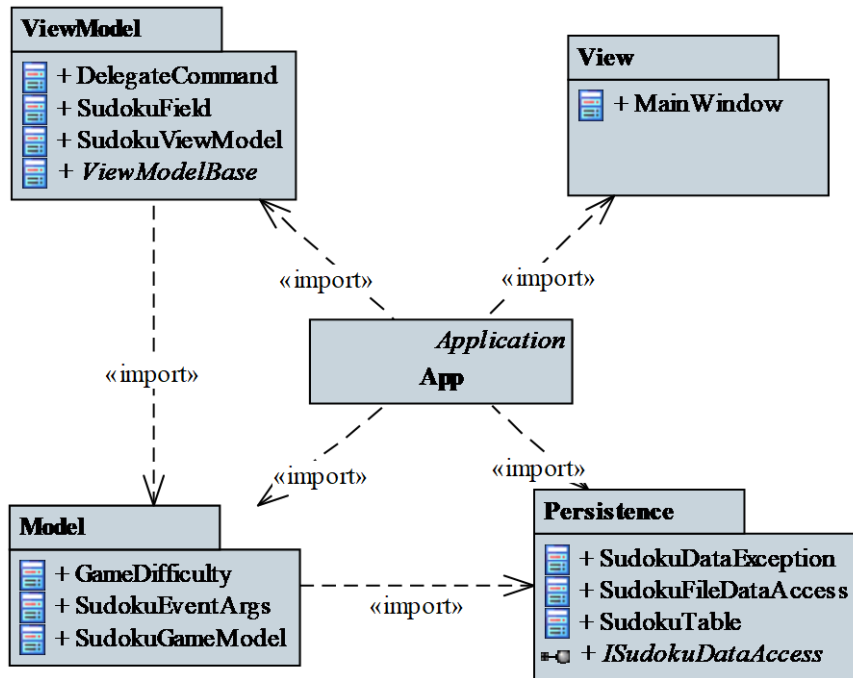 ViewModel
+ DelegateCommand
+ SudokuField
+ SudokuViewModel
+ ViewModelBase
View
+ MainWindow
«import»
«import»
Application
App
«import»
«import»
«import»
Model
+ GameDifficulty
+ SudokuEventArgs
+ SudokuGameModel
«import»
Persistence
+ SudokuDataException
+ SudokuFileDataAccess
+ SudokuTable
+ ISudokuDataAccess